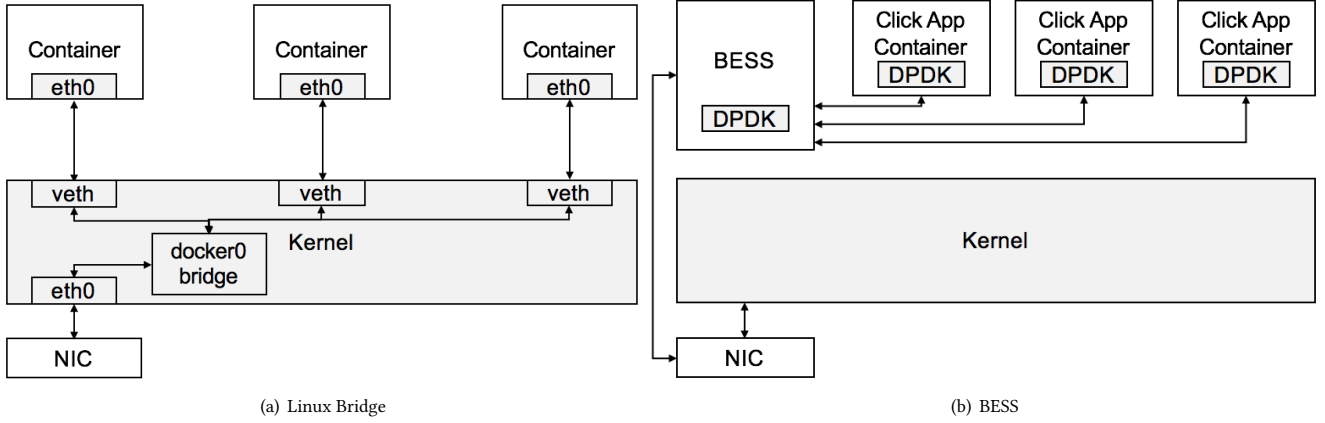 Container
eth0
Container
eth0
Container
eth0
veth
veth
veth
Kernel
docker0
bridge
eth0
NIC
(a) Linux Bridge
BESS
DPDK
Click App
Container
DPDK
Click App
Container
DPDK
Click App
Container
DPDK
Kernel
NIC
(b) BESS